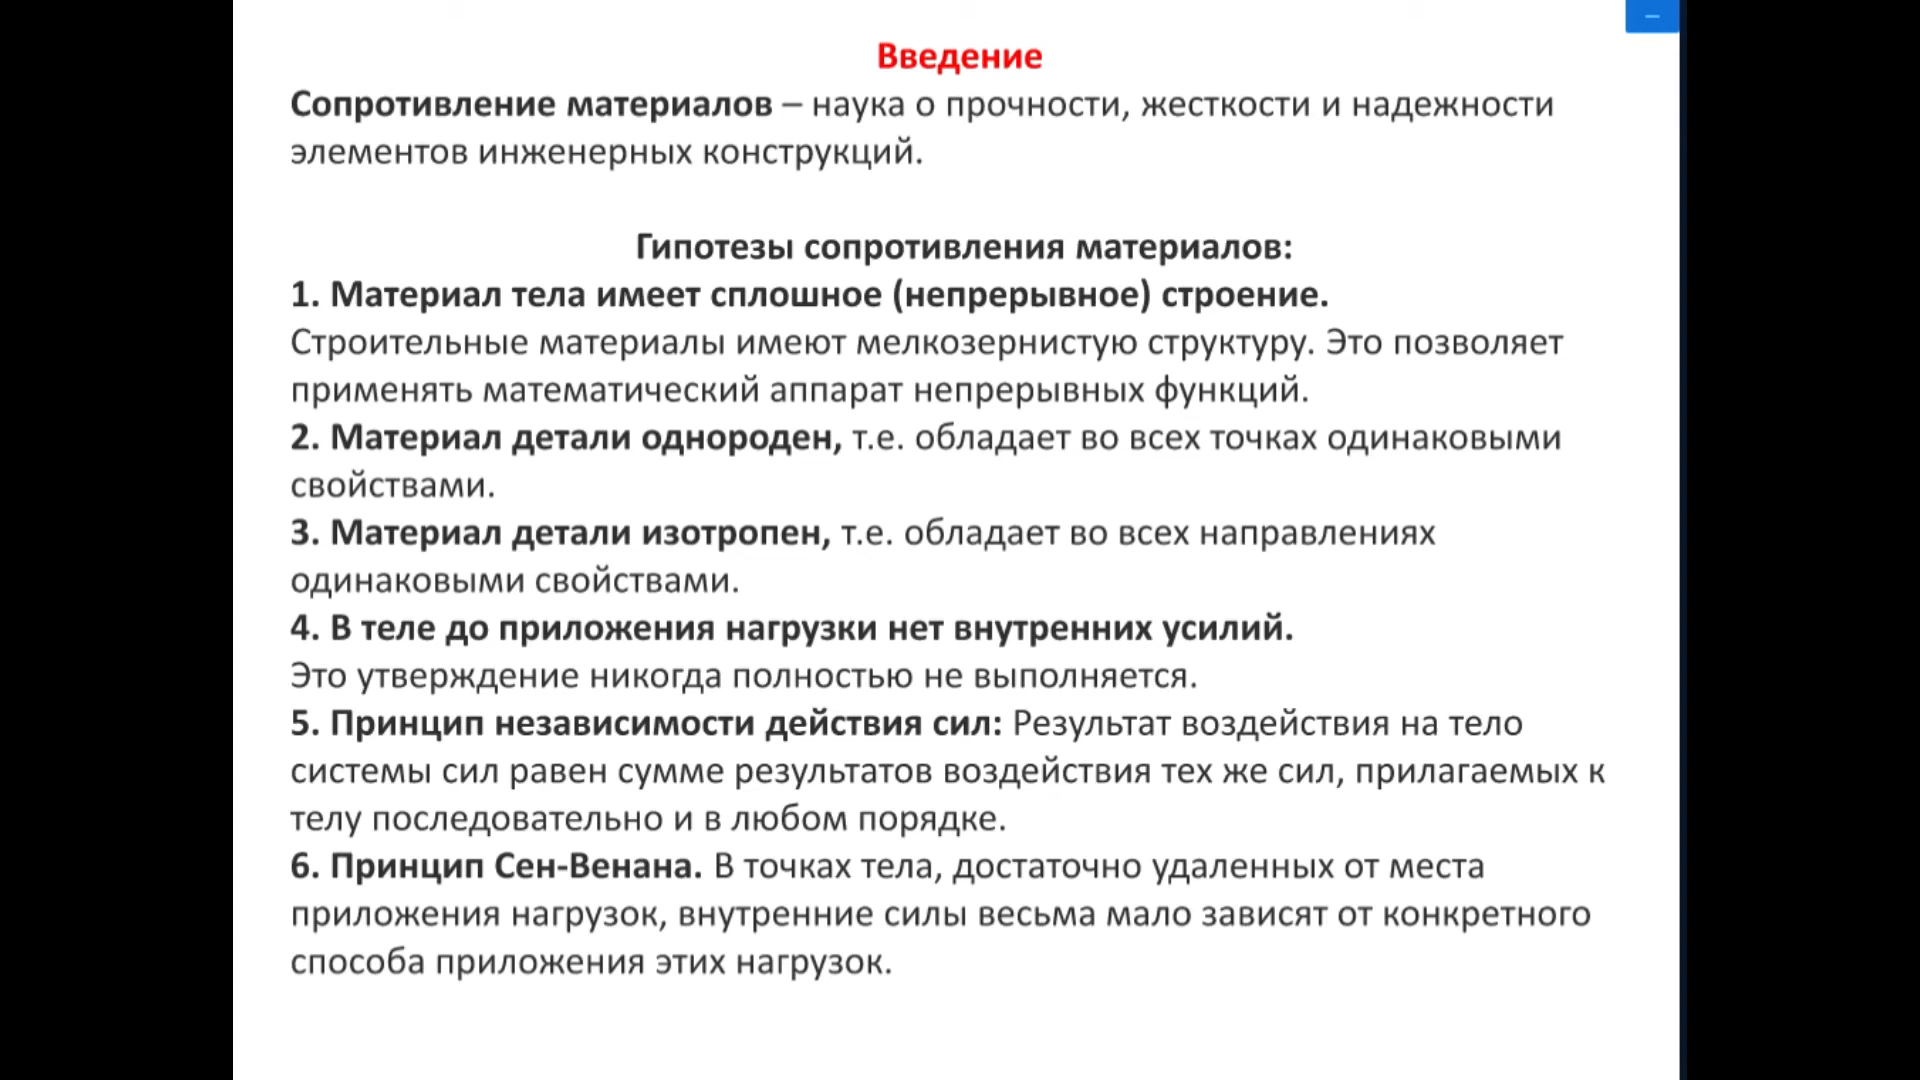 Введение
Сопротивление материалов – наука о прочности, жесткости и надежности
элементов инженерных конструкций.
Гипотезы сопротивления материалов:
1. Материал тела имеет сплошное (непрерывное) строение.
Строительные материалы имеют мелкозернистую структуру. Это позволяет
применять математический аппарат непрерывных функций.
2. Материал детали однороден, т.е. обладает во всех точках одинаковыми
свойствами.
3. Материал детали изотропен, т.е. обладает во всех направлениях
одинаковыми свойствами.
4. В теле до приложения нагрузки нет внутренних усилий.
Это утверждение никогда полностью не выполняется.
5. Принцип независимости действия сил: Результат воздействия на тело
системы сил равен сумме результатов воздействия тех же сил, прилагаемых к
телу последовательно и в любом порядке.
6. Принцип Сен-Венана. В точках тела, достаточно удаленных от места
приложения нагрузок, внутренние силы весьма мало зависят от конкретного
способа приложения этих нагрузок.